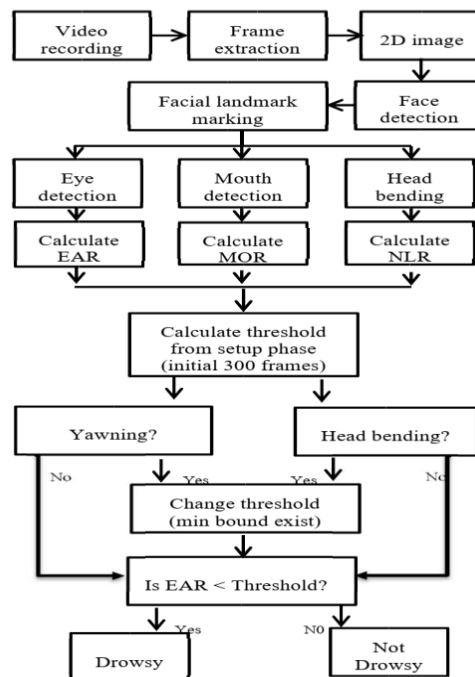 Video
recording
Frame
extraction
2D image
Facial landmark
marking
Face
detection
Eye
detection
Mouth
detection
Head
bending
Calculate
EAR
Calculate
MOR
Calculate
NLR
Calculate threshold
from setup phase
(initial 300 frames)
Yawning?
Head bending?
No
Yes
Yes
No
Change threshold
(min bound exist)
Is EAR < Threshold?
Yes
N0
Drowsy
Not
Drowsy